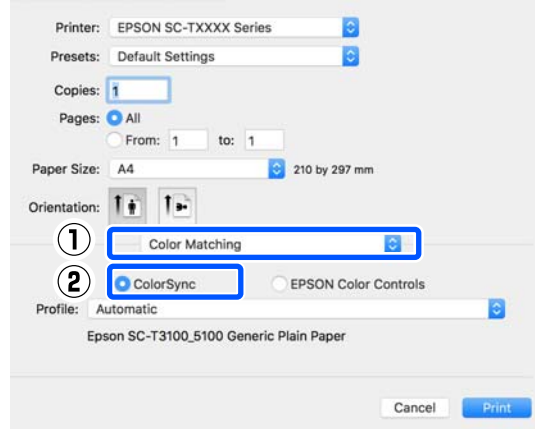 Printer: EPSON SC-TXXXX Series
Presets: Default Settings
Copies: 1
Pages: All
From: 1 to: 1
Paper Size: A4 210 by 297 mm
Orientation:
① Color Matching
② ColorSync EPSON Color Controls
Profile: Automatic
Epson SC-T3100_5100 Generic Plain Paper
Cancel Print